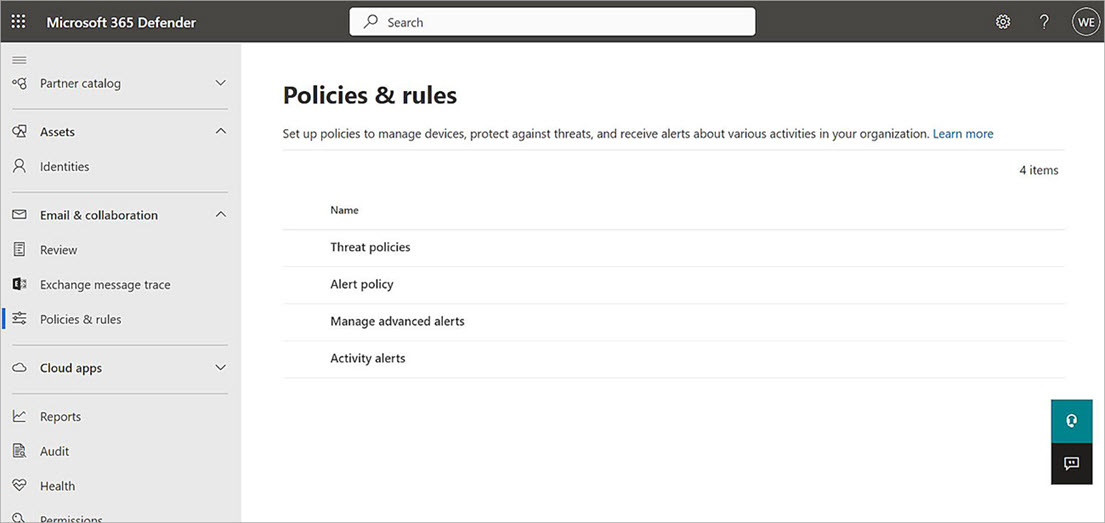 Microsoft 365 Defender
Search
?
WE
Partner catalog
Assets
Identities
Email & collaboration
Review
Exchange message trace
Policies & rules
Cloud apps
Reports
Audit
Health
Permissions
Policies & rules
Set up policies to manage devices, protect against threats, and receive alerts about various activities in your organization. Learn more
4 items
Name
Threat policies
Alert policy
Manage advanced alerts
Activity alerts